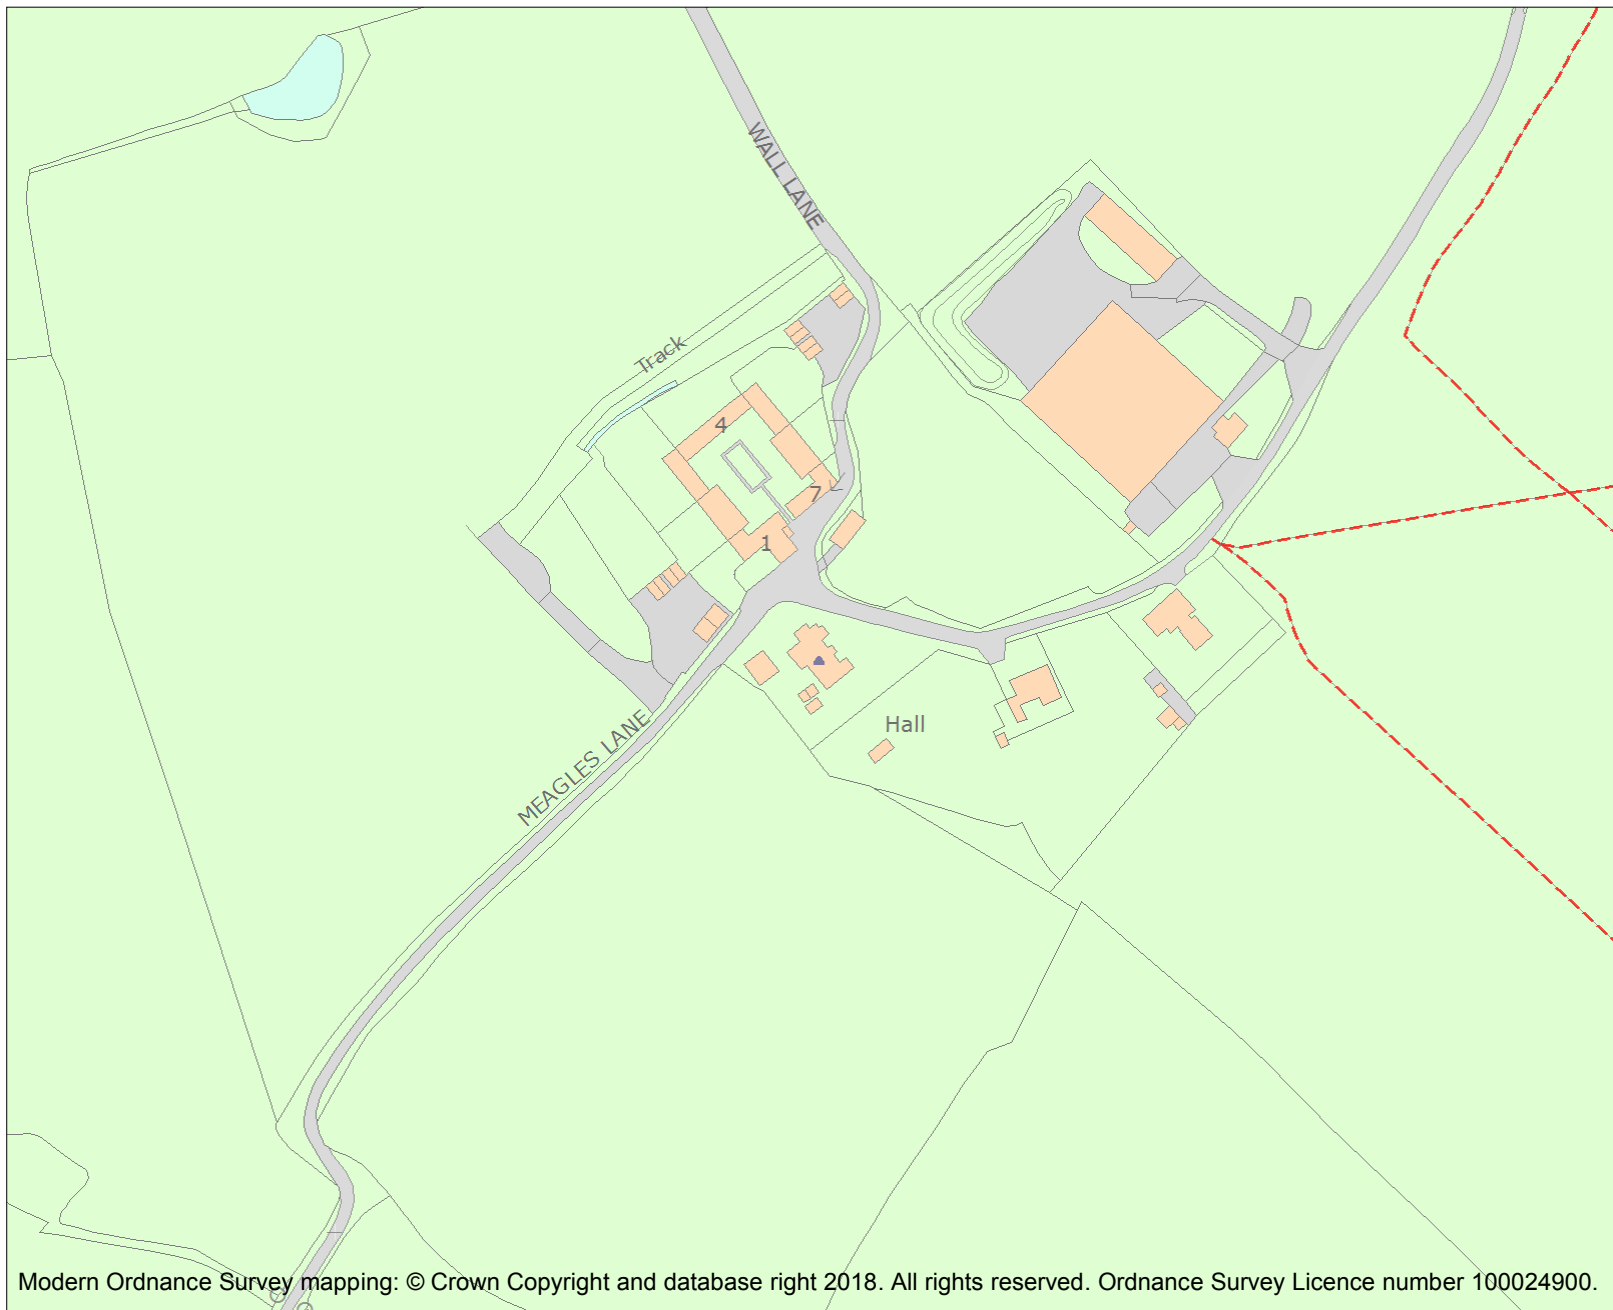 WALL LANE
Track
4
7
1
Hall
MEAGLES LANE
Modern Ordnance Survey mapping: © Crown Copyright and database right 2018. All rights reserved. Ordnance Survey Licence number 100024900.